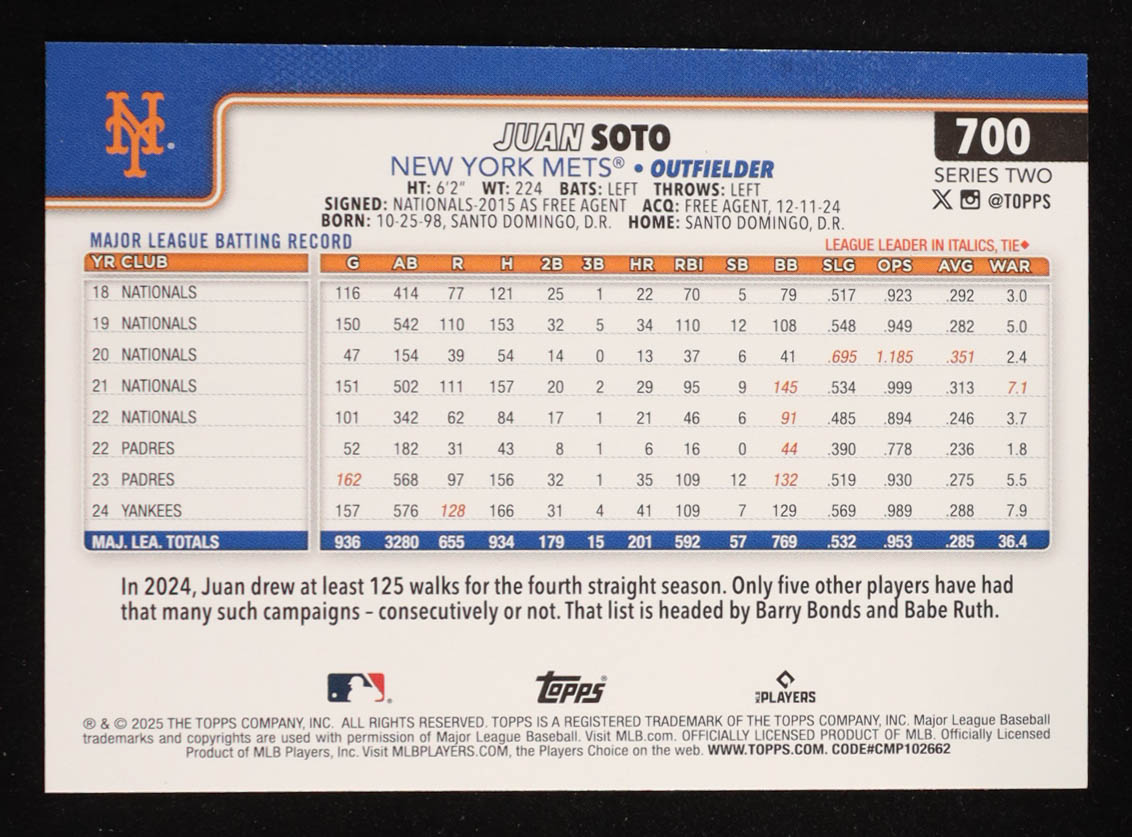 NY
JUAN SOTO
700
NEW YORK METS® • OUTFIELDER
SERIES TWO
HT: 6'2" WT: 224 BATS: LEFT THROWS: LEFT
@TOPPS
SIGNED: NATIONALS-2015 AS FREE AGENT ACQ: FREE AGENT, 12-11-24
BORN: 10-25-98, SANTO DOMINGO, D.R. HOME: SANTO DOMINGO, D.R.
MAJOR LEAGUE BATTING RECORD
LEAGUE LEADER IN ITALICS, TIE◆
YR CLUB G AB R H 2B 3B HR RBI SB BB SLG OPS AVG WAR
18 NATIONALS 116 414 77 121 25 1 22 70 5 79 .517 .923 .292 3.0
19 NATIONALS 150 542 110 153 32 5 34 110 12 108 .548 .949 .282 5.0
20 NATIONALS 47 154 39 54 14 0 13 37 6 41 .695 1.185 .351 2.4
21 NATIONALS 151 502 111 157 20 2 29 95 9 145 .534 .999 .313 7.1
22 NATIONALS 101 342 62 84 17 1 21 46 6 91 .485 .894 .246 3.7
22 PADRES 52 182 31 43 8 1 6 16 0 44 .390 .778 .236 1.8
23 PADRES 162 568 97 156 32 1 35 109 12 132 .519 .930 .275 5.5
24 YANKEES 157 576 128 166 31 4 41 109 7 129 .569 .989 .288 7.9
MAJ. LEA. TOTALS 936 3280 655 934 179 15 201 592 57 769 .532 .953 .285 36.4
In 2024, Juan drew at least 125 walks for the fourth straight season. Only five other players have had
that many such campaigns – consecutively or not. That list is headed by Barry Bonds and Babe Ruth.
Topps®
MLB PLAYERS
® & © 2025 THE TOPPS COMPANY, INC. ALL RIGHTS RESERVED. TOPPS IS A REGISTERED TRADEMARK OF THE TOPPS COMPANY, INC. Major League Baseball
trademarks and copyrights are used with permission of Major League Baseball. Visit MLB.com. OFFICIALLY LICENSED PRODUCT OF MLB. Officially Licensed
Product of MLB Players, Inc. Visit MLBPLAYERS.COM, the Players Choice on the web. WWW.TOPPS.COM. CODE#CMP102662